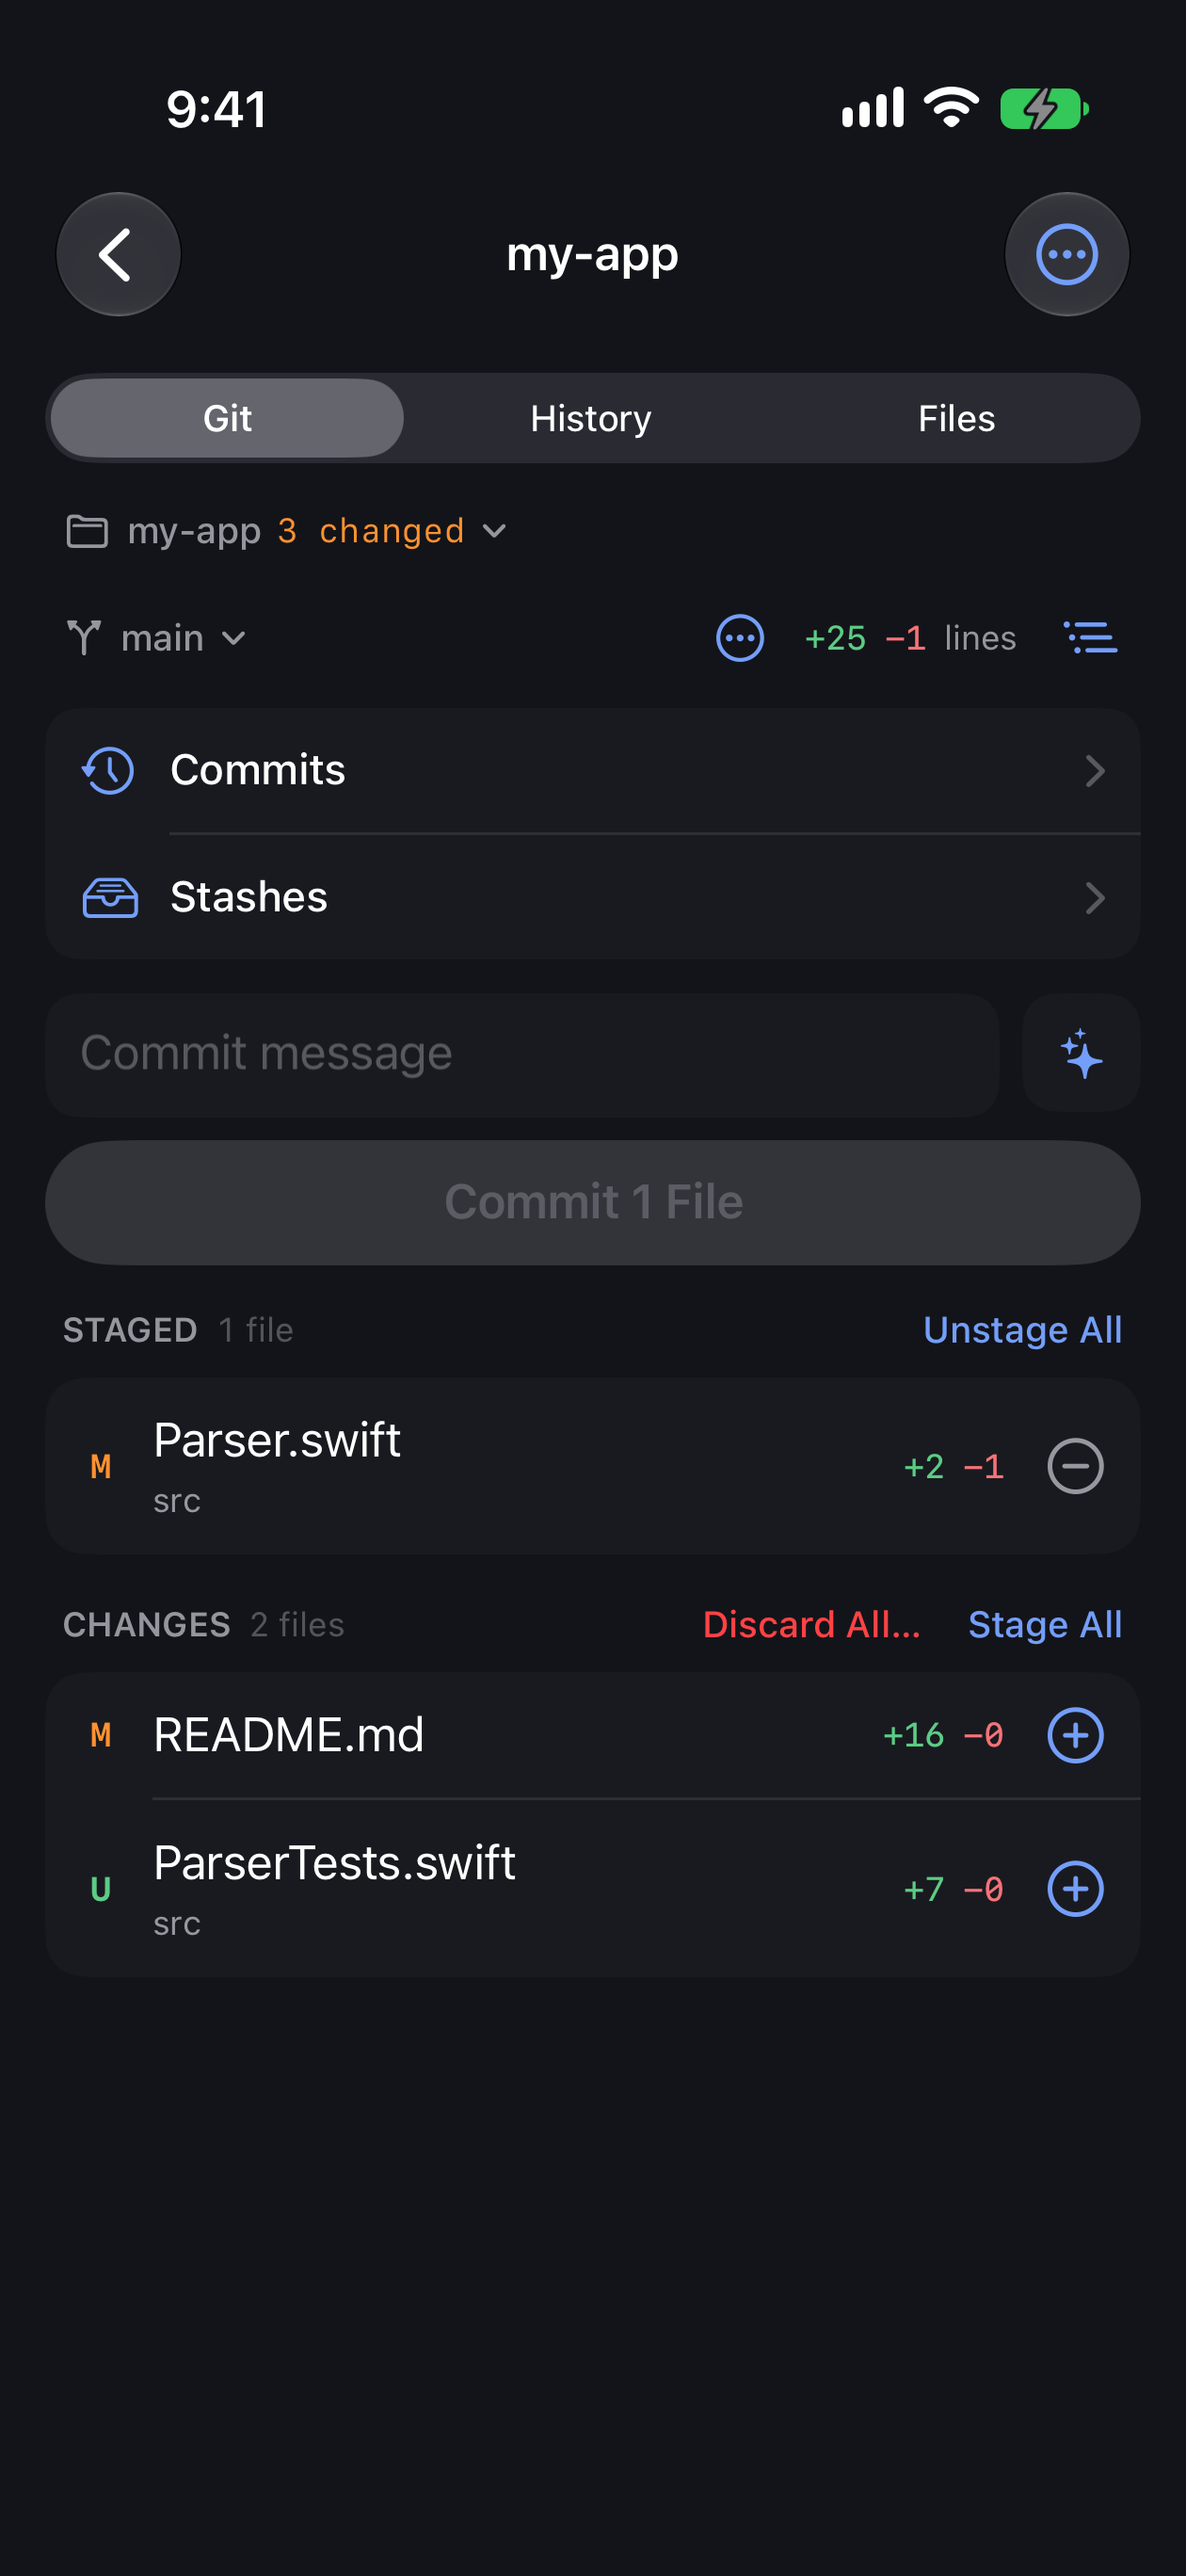 9:41
my-app
Git History Files
my-app 3 changed
main +25 −1 lines
Commits
Stashes
Commit message
Commit 1 File
STAGED 1 file Unstage All
Parser.swift
M +2 −1
src
CHANGES 2 files Discard All... Stage All
M README.md +16 −0
ParserTests.swift
U +7 −0
src